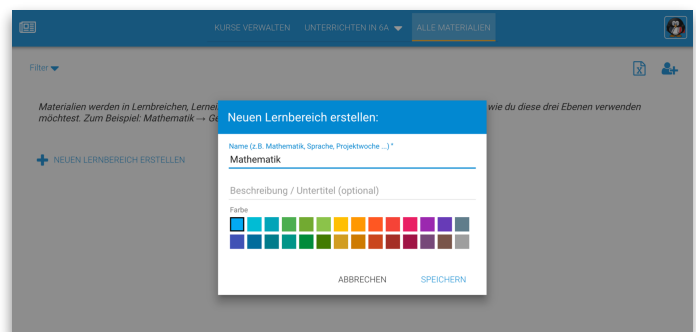 KURSE VERWALTEN UNTERRICHTEN IN 6A ALLE MATERIALIEN
Filter
Materialien werden in Lernbreichen, Lernei wie du diese drei Ebenen verwenden
möchtest. Zum Beispiel: Mathematik → Ge
NEUEN LERNBEREICH ERSTELLEN
Neuen Lernbereich erstellen:
Name (z.B. Mathematik, Sprache, Projektwoche ...) *
Mathematik
Beschreibung / Untertitel (optional)
Farbe
ABBRECHEN SPEICHERN